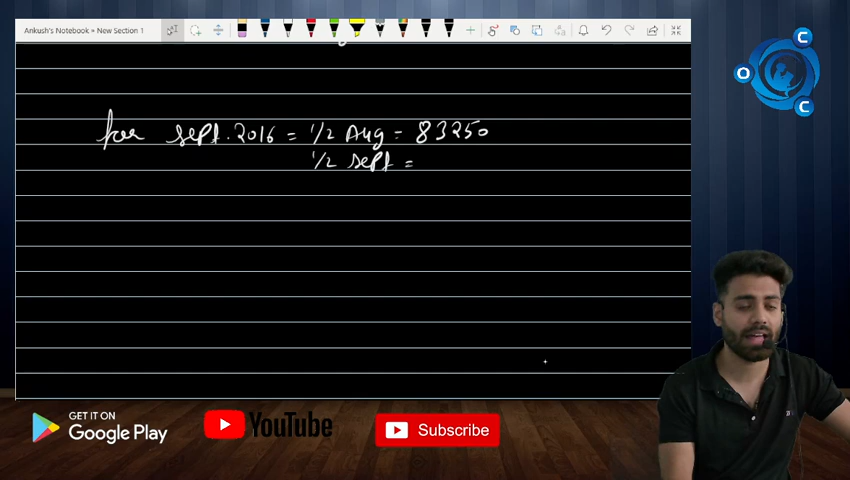 Ankush's Notebook » New Section 1
for sept. 2016 = 1/2 Aug = 83250
1/2 sept =
O C C
GET IT ON
Google Play
YouTube
Subscribe